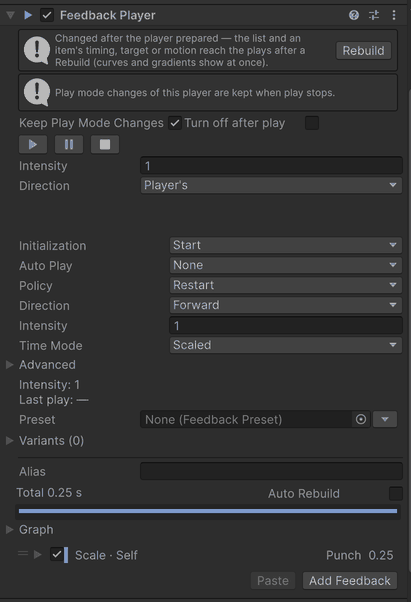 Feedback Player
Changed after the player prepared — the list and an
item's timing, target or motion reach the plays after a
Rebuild (curves and gradients show at once).
Rebuild
Play mode changes of this player are kept when play stops.
Keep Play Mode Changes Turn off after play
Intensity 1
Direction Player's
Initialization Start
Auto Play None
Policy Restart
Direction Forward
Intensity 1
Time Mode Scaled
Advanced
Intensity: 1
Last play: —
Preset None (Feedback Preset)
Variants (0)
Alias
Total 0.25 s Auto Rebuild
Graph
Scale · Self Punch 0.25
Paste Add Feedback